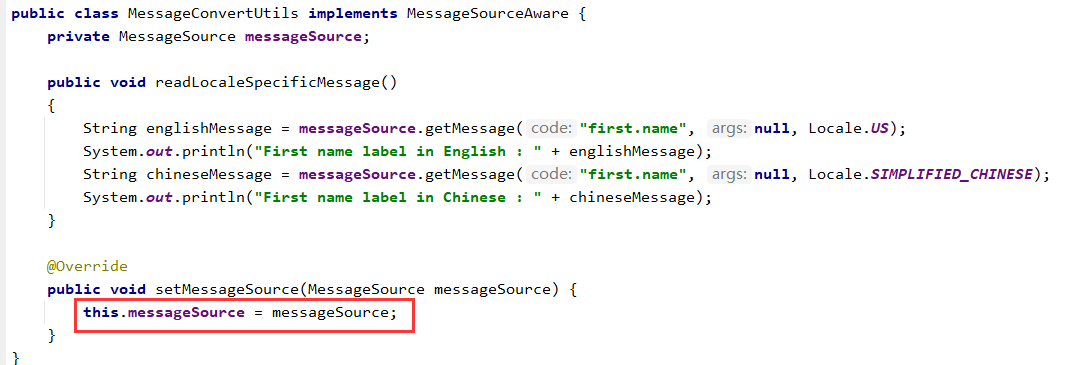 public class MessageConvertUtils implements MessageSourceAware {
    private MessageSource messageSource;
    public void readLocaleSpecificMessage()
    {
        String englishMessage = messageSource.getMessage( code: "first.name", args: null, Locale.US);
        System.out.println("First name label in English : " + englishMessage);
        String chineseMessage = messageSource.getMessage( code: "first.name", args: null, Locale.SIMPLIFIED_CHINESE);
        System.out.println("First name label in Chinese : " + chineseMessage);
    }
    @Override
    public void setMessageSource(MessageSource messageSource) {
        this.messageSource = messageSource;
    }
}